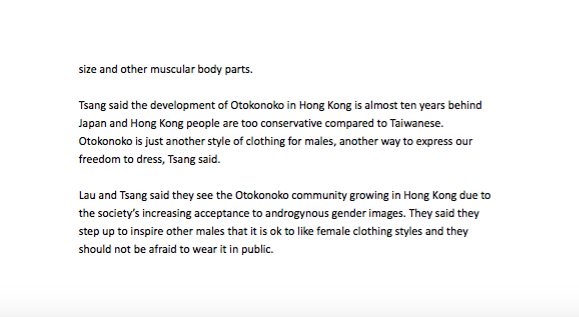 size and other muscular body parts.
Tsang said the development of Otokonoko in Hong Kong is almost ten years behind
Japan and Hong Kong people are too conservative compared to Taiwanese.
Otokonoko is just another style of clothing for males, another way to express our
freedom to dress, Tsang said.
Lau and Tsang said they see the Otokonoko community growing in Hong Kong due to
the society's increasing acceptance to androgynous gender images. They said they
step up to inspire other males that it is ok to like female clothing styles and they
should not be afraid to wear it in public.